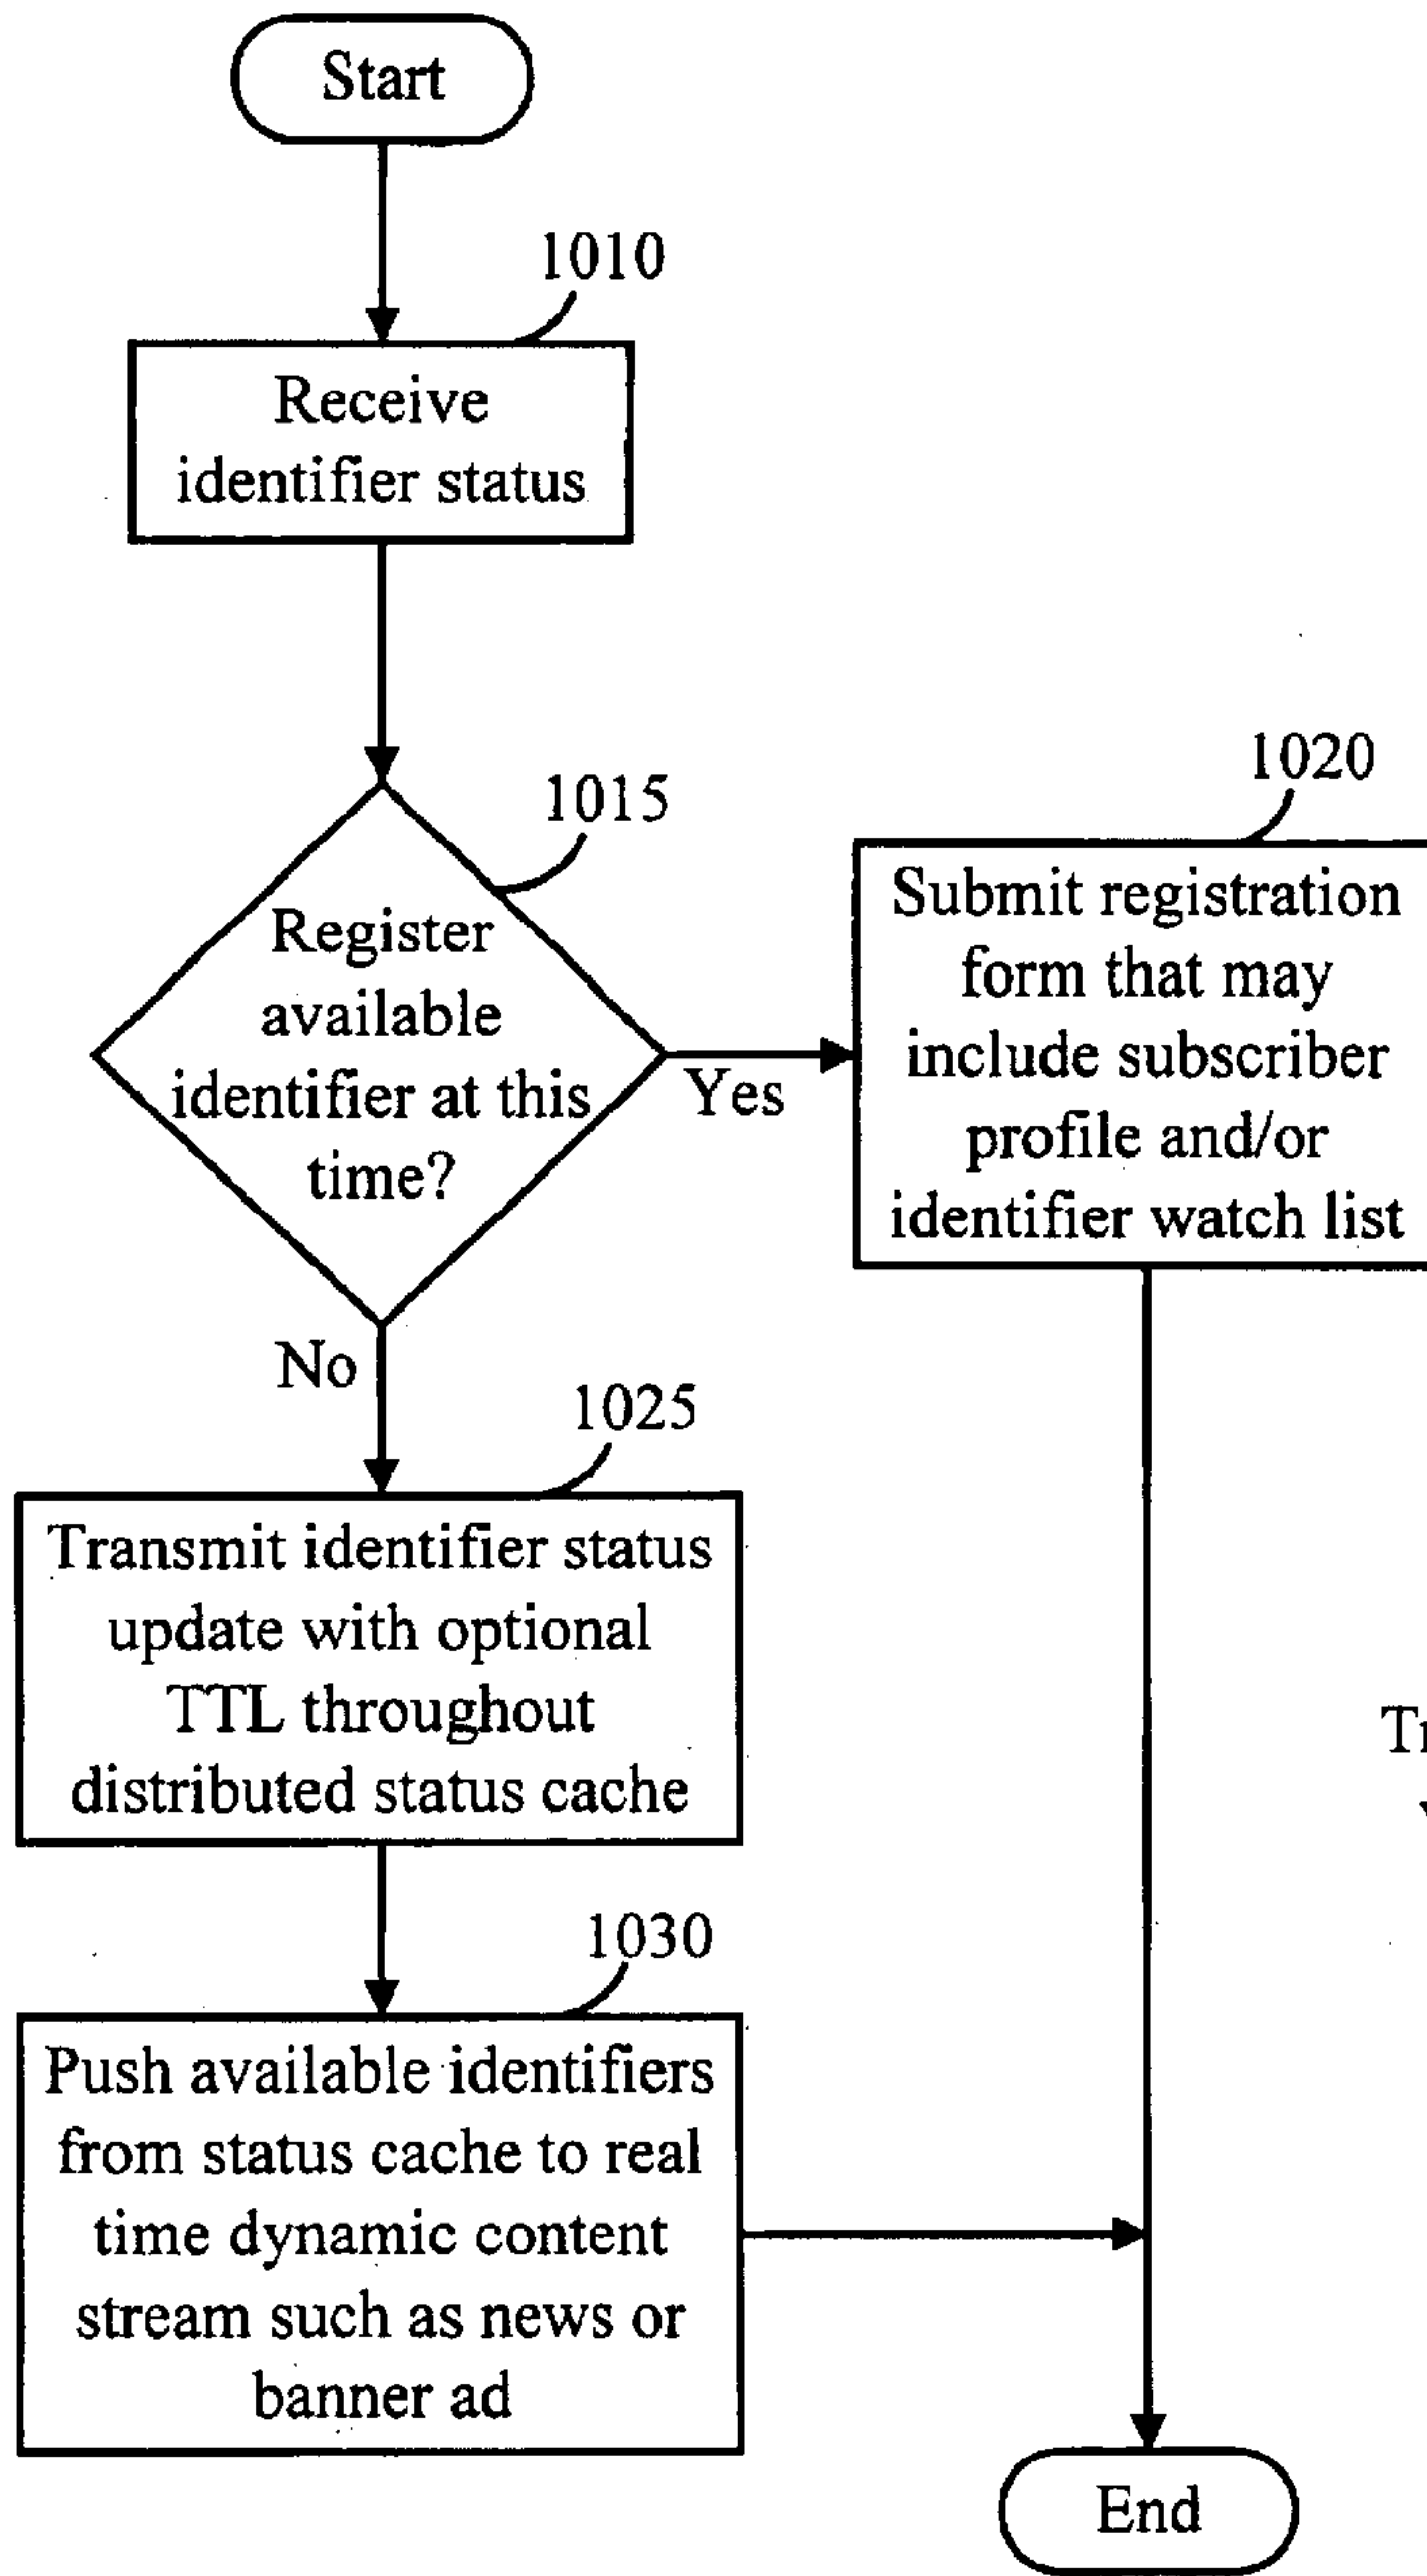 Start
1010
Receive
identifier status
1015
Register
available
identifier at this
time?
Yes
1020
Submit registration
form that may
include subscriber
profile and/or
identifier watch list
No
1025
Transmit identifier status
update with optional
TTL throughout
distributed status cache
1030
Push available identifiers
from status cache to real
time dynamic content
stream such as news or
banner ad
End